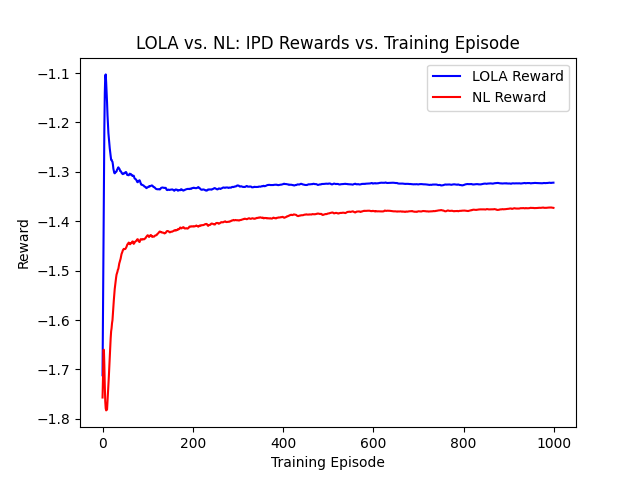 LOLA vs. NL: IPD Rewards vs. Training Episode
LOLA Reward
NL Reward
Reward
−1.1
−1.2
−1.3
−1.4
−1.5
−1.6
−1.7
−1.8
0 200 400 600 800 1000
Training Episode